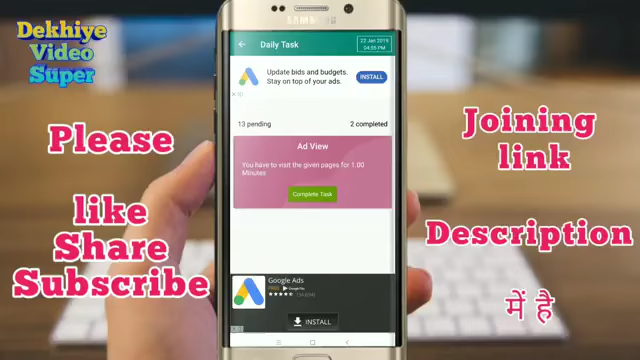 Dekhiye
Video
Super
Please
like
Share
Subscribe
SAMSUNG
Daily Task
22 Jan 2019
04:55 PM
Update bids and budgets.
Stay on top of your ads.
INSTALL
13 pending
2 completed
Ad View
You have to visit the given pages for 1.00
Minutes
Complete Task
Google Ads
FREE
Google Play
INSTALL
Joining
link
Description
में है